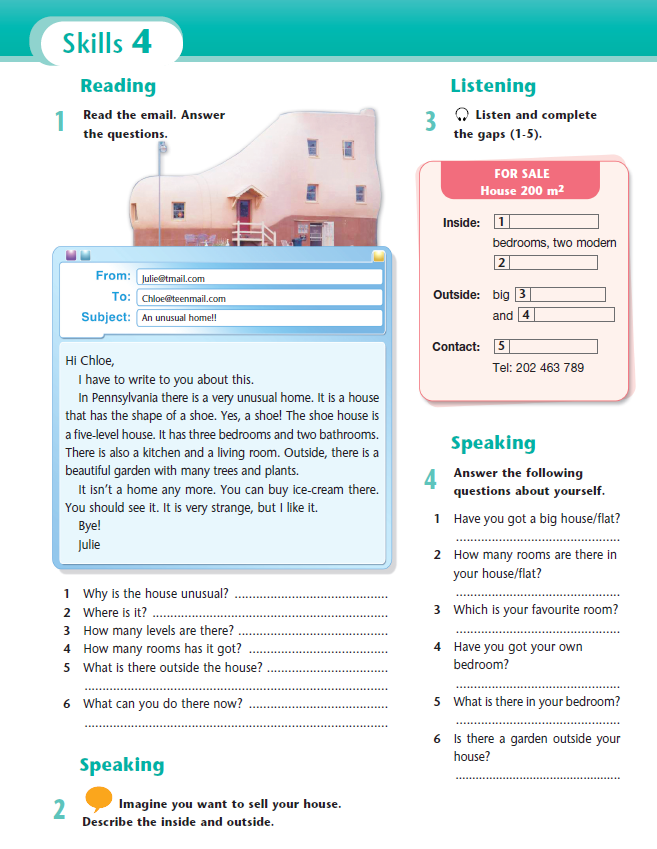 Skills 4
Reading
1 Read the email. Answer
the questions.
From: Julie@tmail.com
To: Chloe@teenmail.com
Subject: An unusual home!!
Hi Chloe,
I have to write to you about this.
In Pennsylvania there is a very unusual home. It is a house
that has the shape of a shoe. Yes, a shoe! The shoe house is
a five-level house. It has three bedrooms and two bathrooms.
There is also a kitchen and a living room. Outside, there is a
beautiful garden with many trees and plants.
It isn't a home any more. You can buy ice-cream there.
You should see it. It is very strange, but I like it.
Bye!
Julie
1 Why is the house unusual? ..........................................
2 Where is it? ..........................................
3 How many levels are there? ..........................................
4 How many rooms has it got? ..........................................
5 What is there outside the house? ..........................................
..........................................
6 What can you do there now? ..........................................
..........................................
Speaking
2 Imagine you want to sell your house.
Describe the inside and outside.
Listening
3 Listen and complete
the gaps (1-5).
FOR SALE
House 200 m²
Inside: 1
bedrooms, two modern
2
Outside: big 3
and 4
Contact: 5
Tel: 202 463 789
Speaking
4 Answer the following
questions about yourself.
1 Have you got a big house/flat?
..........................................
2 How many rooms are there in
your house/flat?
..........................................
3 Which is your favourite room?
..........................................
4 Have you got your own
bedroom?
..........................................
5 What is there in your bedroom?
..........................................
6 Is there a garden outside your
house?
..........................................